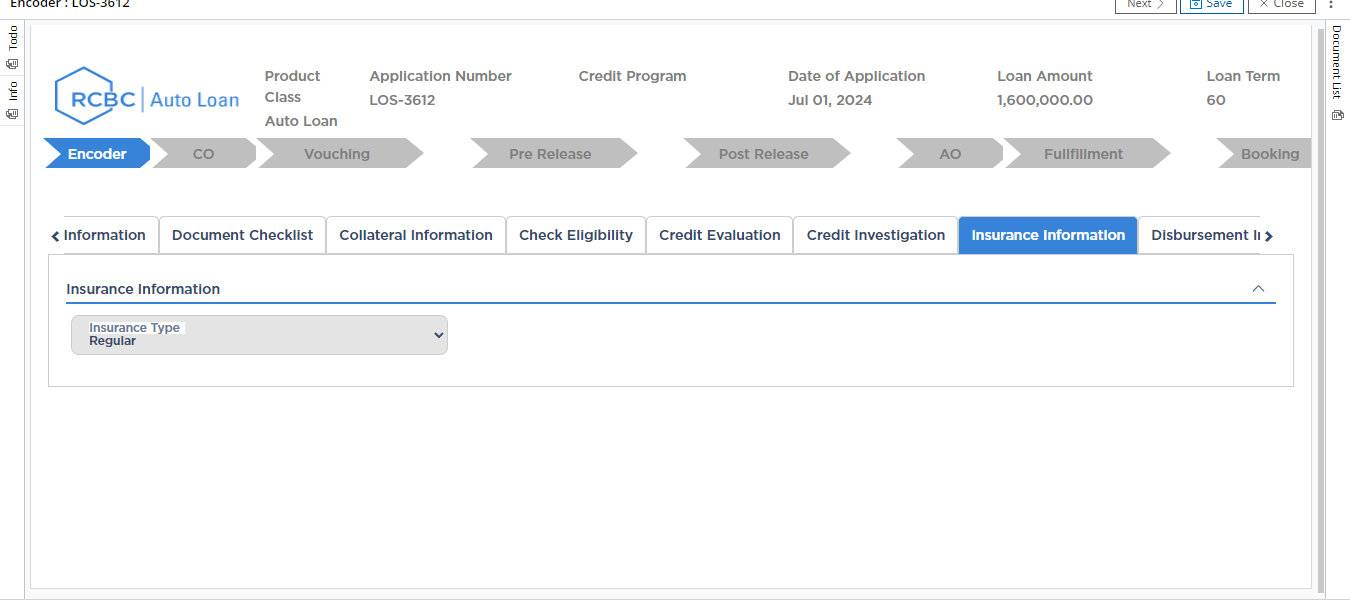 Encoder : LOS-3612
Next
Save
Close
Todo
Info
Document List
RCBC | Auto Loan
Product Class
Auto Loan
Application Number
LOS-3612
Credit Program
Date of Application
Jul 01, 2024
Loan Amount
1,600,000.00
Loan Term
60
Encoder
CO
Vouching
Pre Release
Post Release
AO
Fullfillment
Booking
Information
Document Checklist
Collateral Information
Check Eligibility
Credit Evaluation
Credit Investigation
Insurance Information
Disbursement
Insurance Information
Insurance Type
Regular